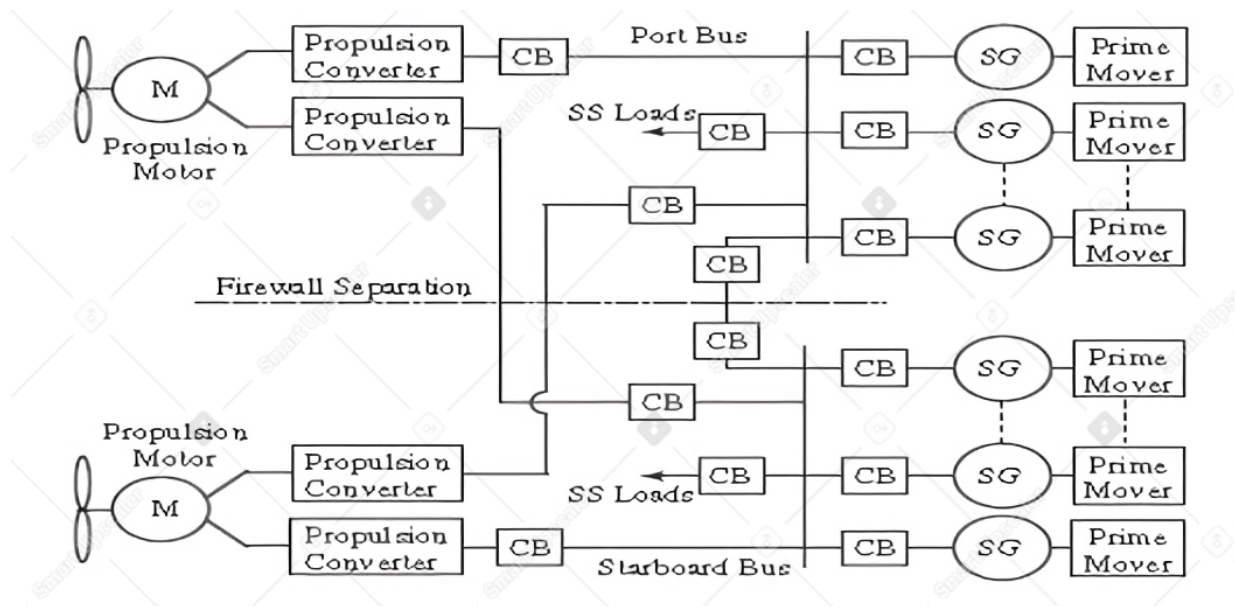 Propulsion
Converter
CB
Port Bus
CB
SG
Prime
Mover
M
Propulsion
Converter
SS Loads
CB
CB
SG
Prime
Mover
Propulsion
Motor
CB
CB
SG
Prime
Mover
CB
Firewall Separation
CB
CB
SG
Prime
Mover
CB
Propulsion
Motor
Propulsion
Converter
CB
CB
SG
Prime
Mover
SS Loads
M
Propulsion
Converter
CB
Starboard Bus
CB
SG
Prime
Mover
Smart Upscaler